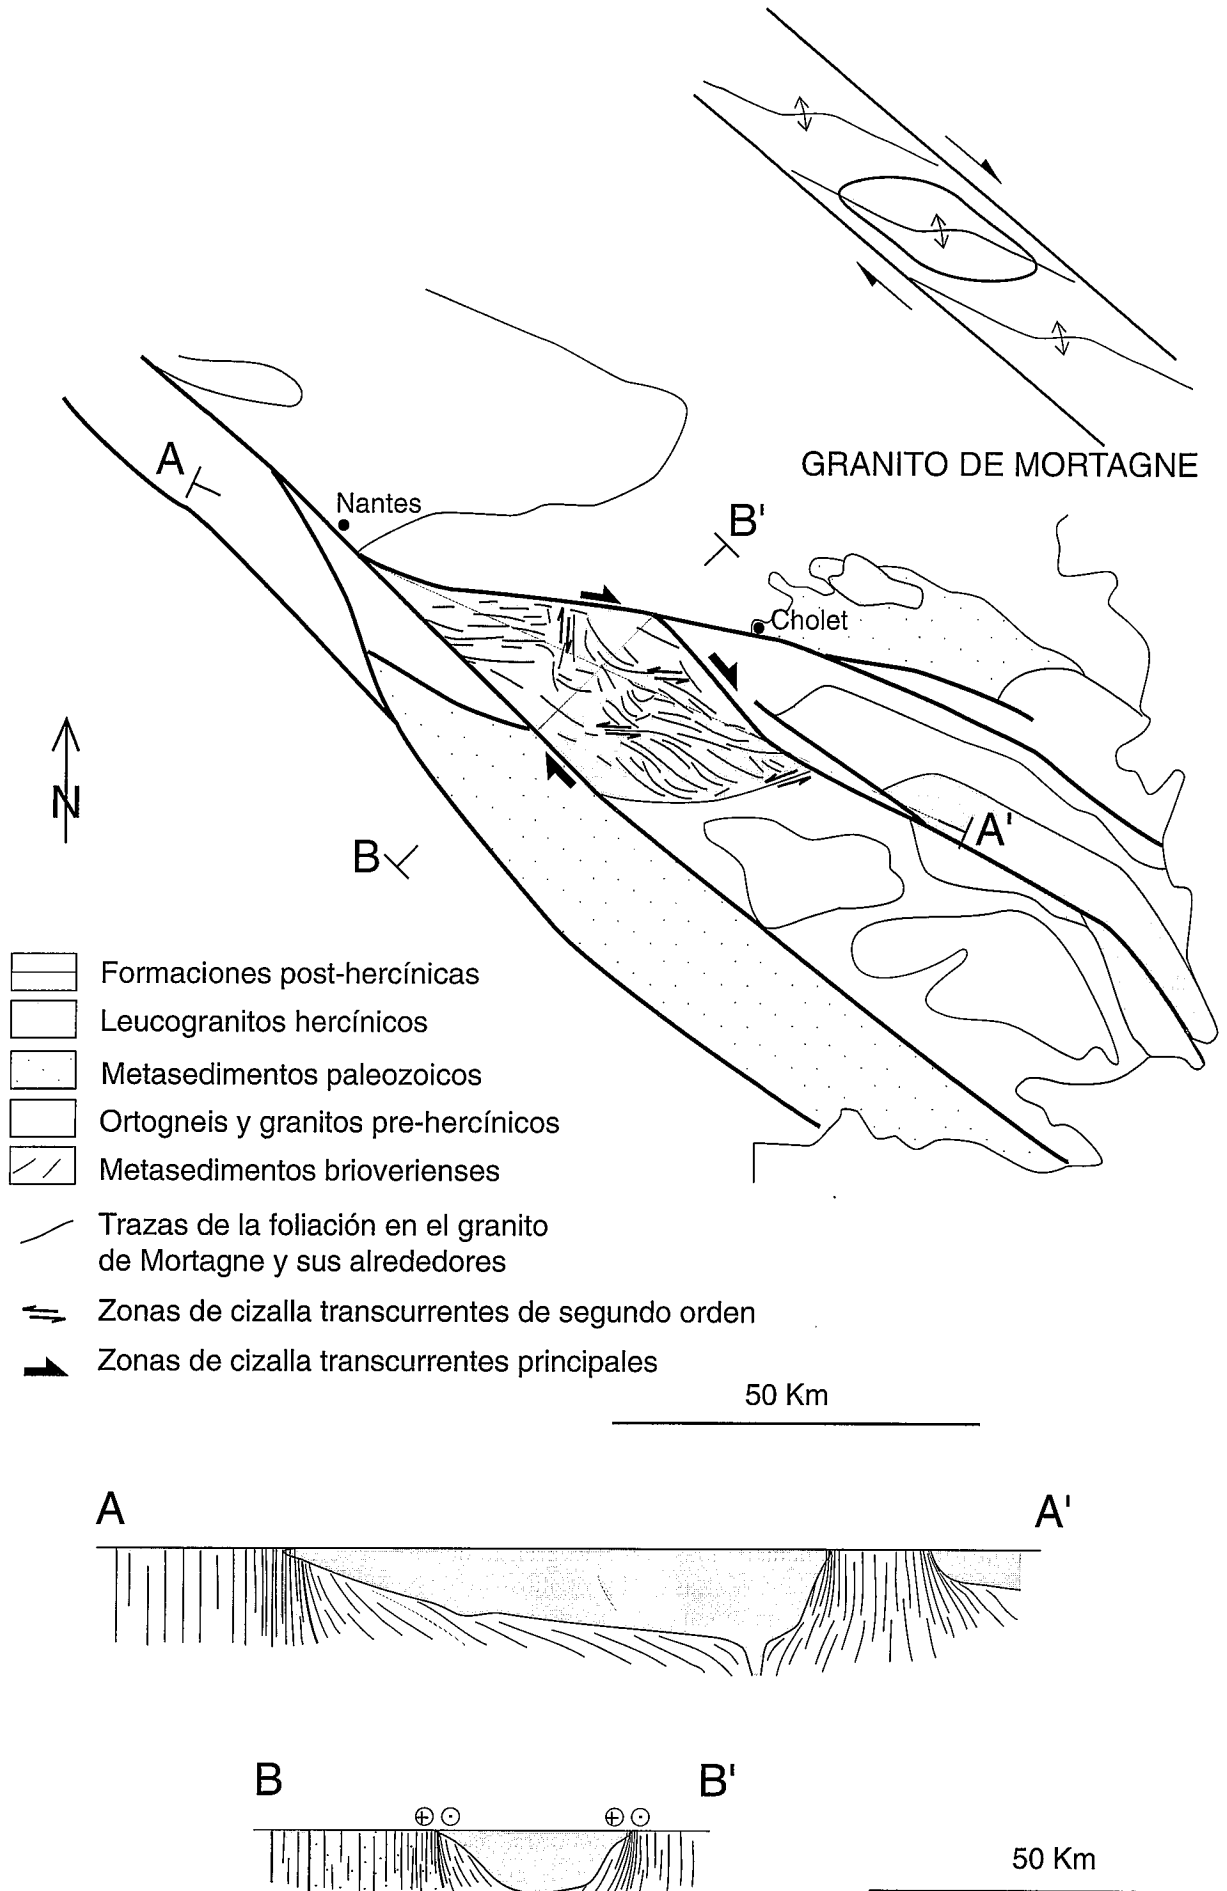 GRANITO DE MORTAGNE
A
Nantes
B'
Cholet
N
B
A'
Formaciones post-hercínicas
Leucogranitos hercínicos
Metasedimentos paleozoicos
Ortogneis y granitos pre-hercínicos
Metasedimentos brioverienses
Trazas de la foliación en el granito
de Mortagne y sus alrededores
Zonas de cizalla transcurrentes de segundo orden
Zonas de cizalla transcurrentes principales
50 Km
A
A'
B
B'
50 Km